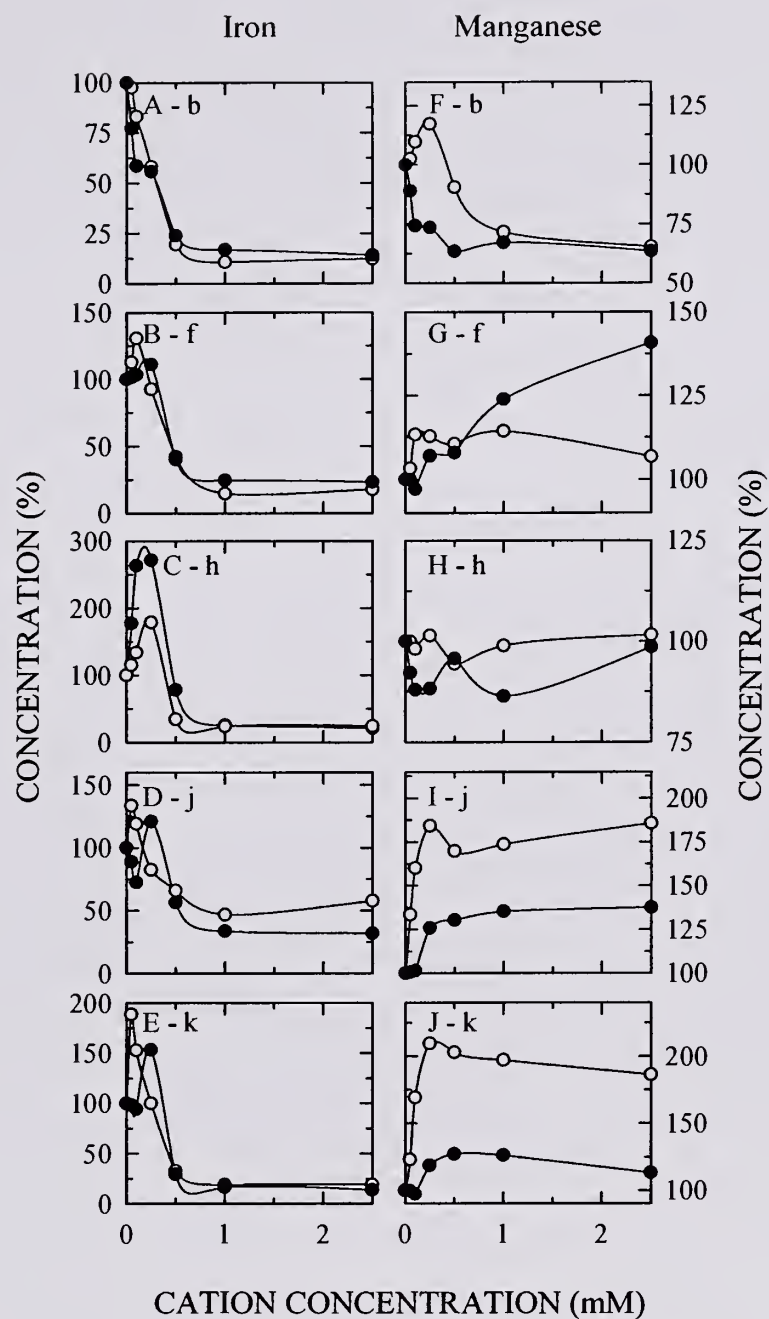 Iron Manganese
100 A - b F - b 125
75 100
50
25 75
0 50
150 B - f G - f 150
100 125
50 100
0
300 C - h H - h 125
200 100
100
0 75
150 D - j I - j 200
100 175
50 150
125
0 100
200 E - k J - k
150 200
100 150
50
0 100
0 1 2 0 1 2
CONCENTRATION (%)
CONCENTRATION (%)
CATION CONCENTRATION (mM)